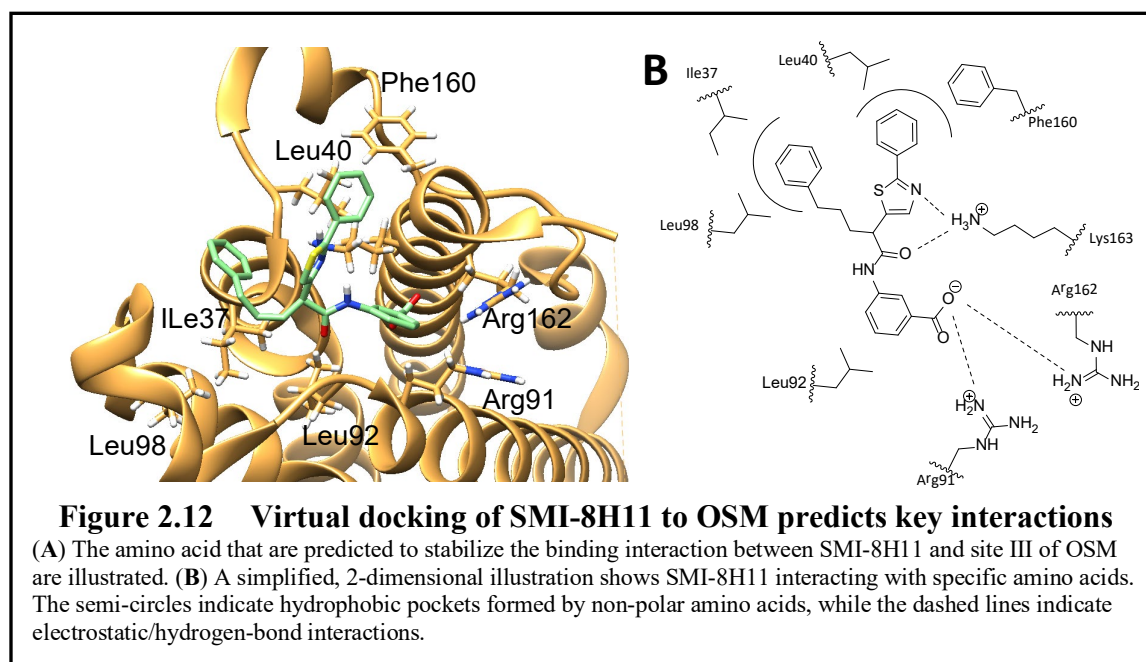 Phe160
Leu40
ILe37
Arg162
Arg91
Leu98
Leu92
B
Ile37
Leu40
Phe160
S
N
Leu98
H₃N
⊕
Lys163
O
HN
O⊖
O
Arg162
NH
H₂N
NH₂
⊕
Leu92
⊕
H₂N
NH₂
NH
Arg91
Figure 2.12 Virtual docking of SMI-8H11 to OSM predicts key interactions
(A) The amino acid that are predicted to stabilize the binding interaction between SMI-8H11 and site III of OSM
are illustrated. (B) A simplified, 2-dimensional illustration shows SMI-8H11 interacting with specific amino acids.
The semi-circles indicate hydrophobic pockets formed by non-polar amino acids, while the dashed lines indicate
electrostatic/hydrogen-bond interactions.